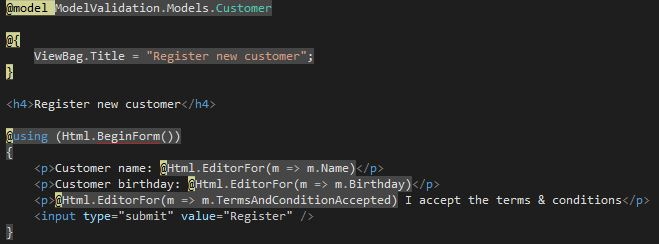 @model ModelValidation.Models.Customer
@{
ViewBag.Title = "Register new customer";
}
<h4>Register new customer</h4>
@using (Html.BeginForm())
{
<p>Customer name: @Html.EditorFor(m => m.Name)</p>
<p>Customer birthday: @Html.EditorFor(m => m.Birthday)</p>
<p>@Html.EditorFor(m => m.TermsAndConditionAccepted) I accept the terms & conditions</p>
<input type="submit" value="Register" />
}